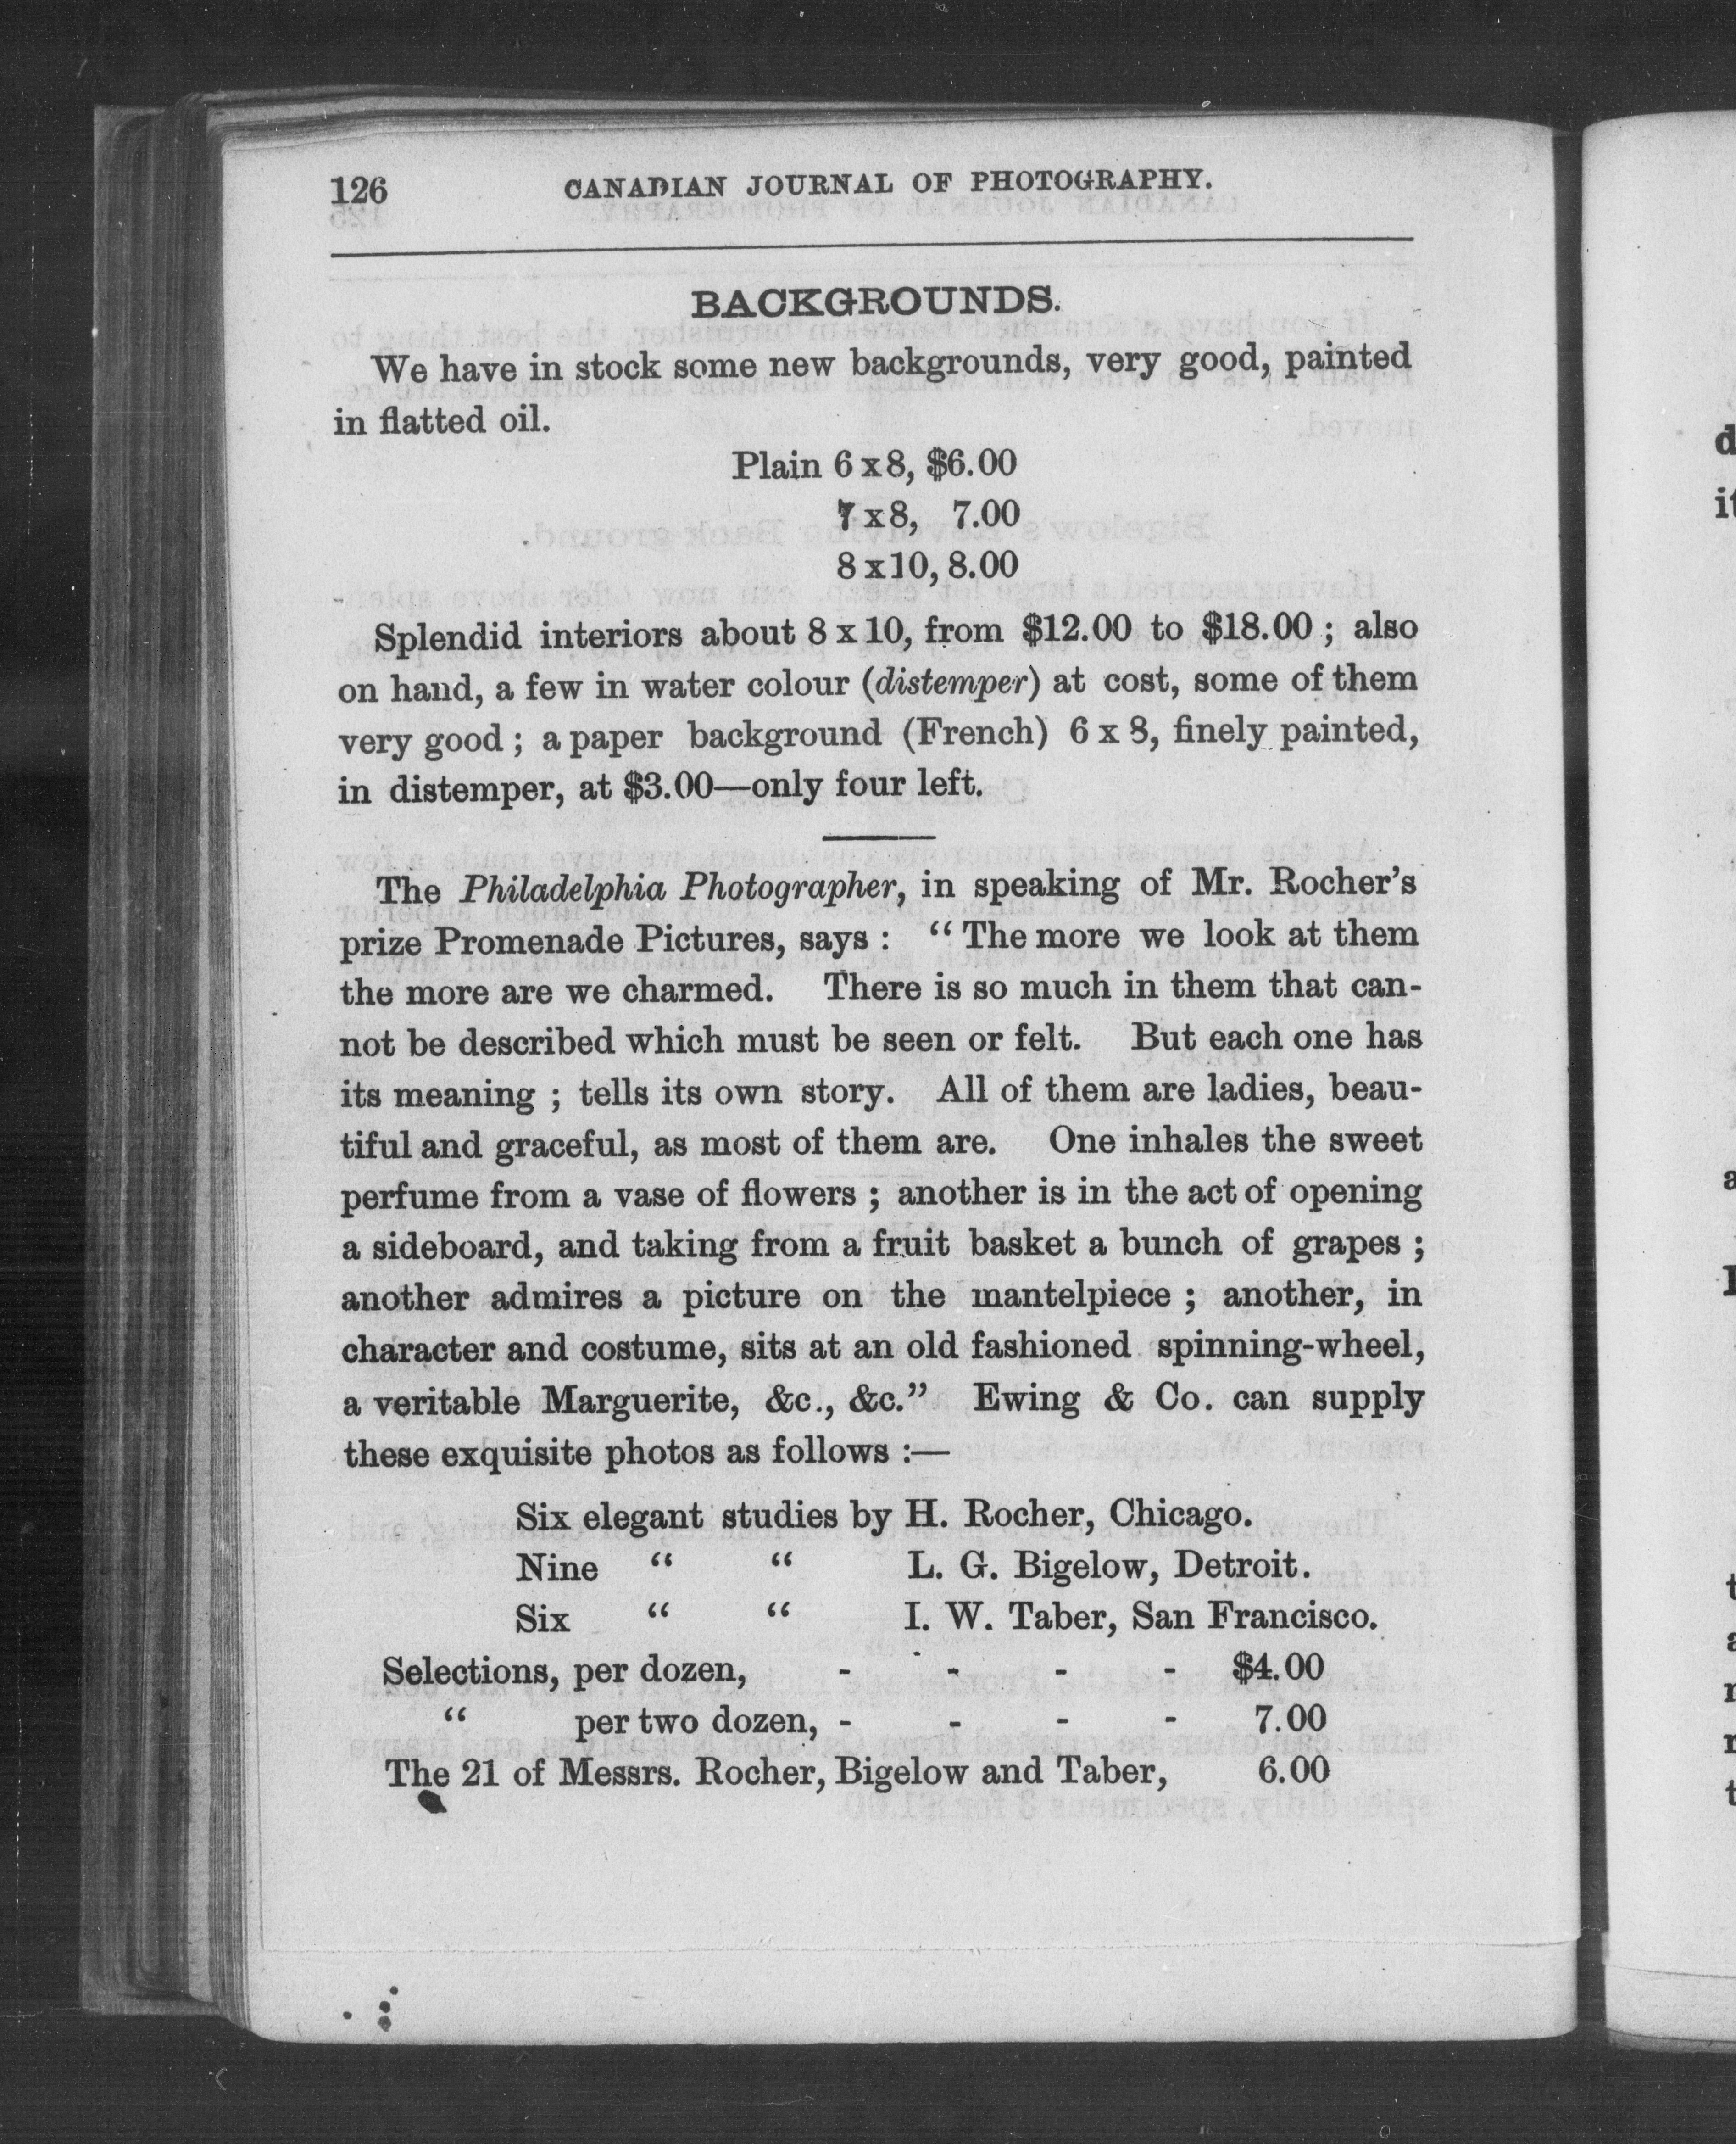 126 CANADIAN JOURNAL OF PHOTOGRAPHY.
BACKGROUNDS.
We have in stock some new backgrounds, very good, painted
in flatted oil.
Plain 6 x 8, $6.00
7 x 8, 7.00
8 x 10, 8.00
Splendid interiors about 8 x 10, from $12.00 to $18.00 ; also
on hand, a few in water colour (distemper) at cost, some of them
very good ; a paper background (French) 6 x 8, finely painted,
in distemper, at $3.00—only four left.
The Philadelphia Photographer, in speaking of Mr. Rocher's
prize Promenade Pictures, says : “ The more we look at them
the more are we charmed. There is so much in them that can-
not be described which must be seen or felt. But each one has
its meaning ; tells its own story. All of them are ladies, beau-
tiful and graceful, as most of them are. One inhales the sweet
perfume from a vase of flowers ; another is in the act of opening
a sideboard, and taking from a fruit basket a bunch of grapes ;
another admires a picture on the mantelpiece ; another, in
character and costume, sits at an old fashioned spinning-wheel,
a veritable Marguerite, &c., &c.” Ewing & Co. can supply
these exquisite photos as follows :—
Six elegant studies by H. Rocher, Chicago.
Nine “ “ L. G. Bigelow, Detroit.
Six “ “ I. W. Taber, San Francisco.
Selections, per dozen, - - - - $4.00
“ per two dozen, - - - - 7.00
The 21 of Messrs. Rocher, Bigelow and Taber, 6.00